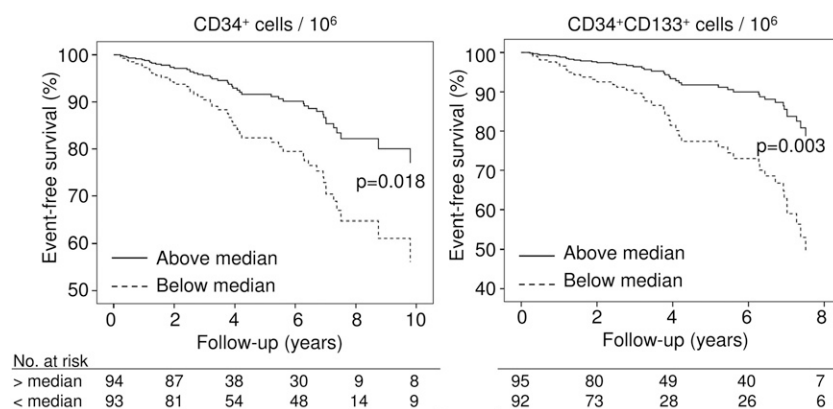 CD34⁺ cells / 10⁶
Event-free survival (%)
100
90
80
70
60
50
p=0.018
Above median
Below median
0 2 4 6 8 10
Follow-up (years)
CD34⁺CD133⁺ cells / 10⁶
Event-free survival (%)
100
90
80
70
60
50
40
p=0.003
Above median
Below median
0 2 4 6 8
Follow-up (years)
No. at risk
> median 94 87 38 30 9 8 95 80 49 40 7
< median 93 81 54 48 14 9 92 73 28 26 6